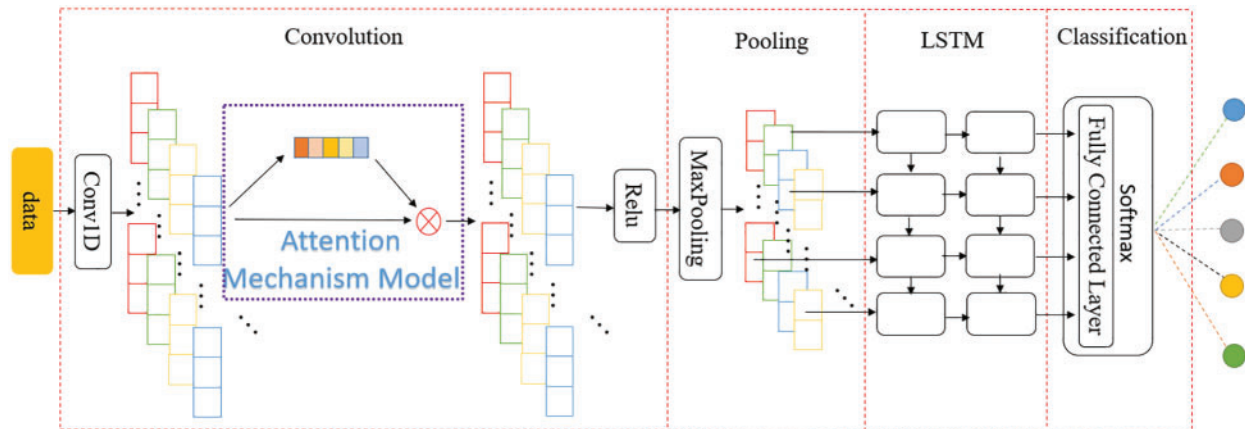 Convolution
Pooling
LSTM
Classification
data
Conv1D
Attention
Mechanism Model
Relu
MaxPooling
Fully Connected Layer
Softmax